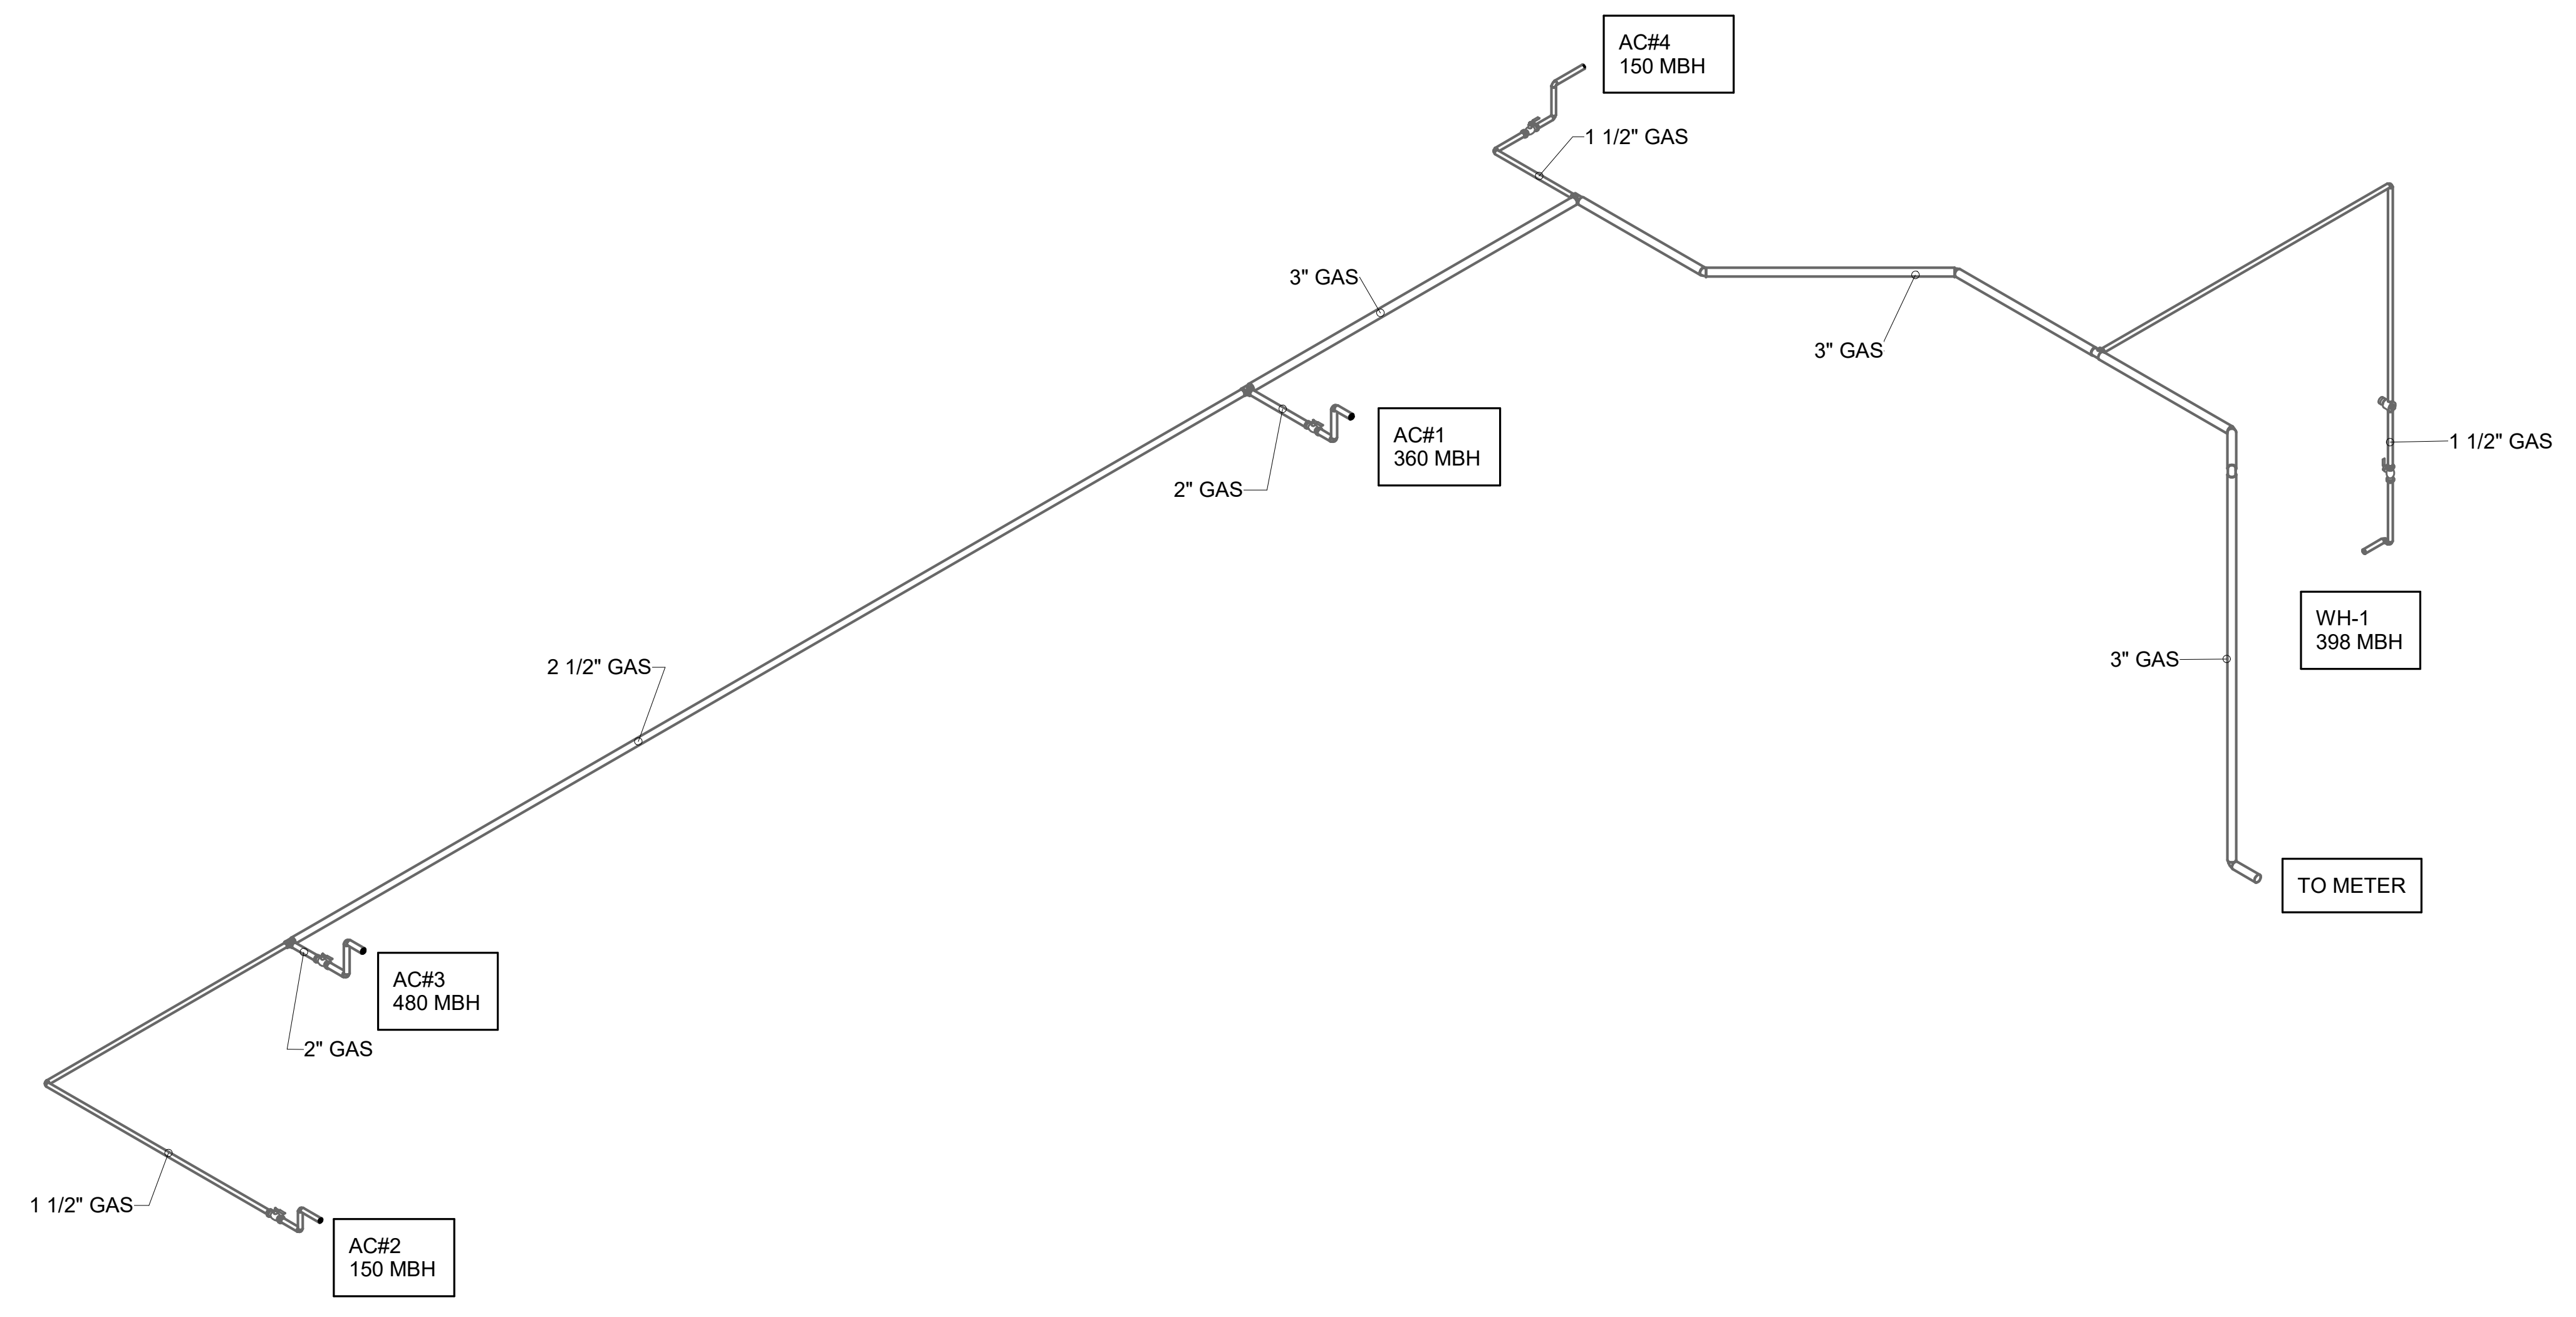 AC#4
150 MBH
1 1/2" GAS
3" GAS
3" GAS
AC#1
360 MBH
1 1/2" GAS
2" GAS
WH-1
398 MBH
3" GAS
2 1/2" GAS
TO METER
AC#3
480 MBH
2" GAS
1 1/2" GAS
AC#2
150 MBH